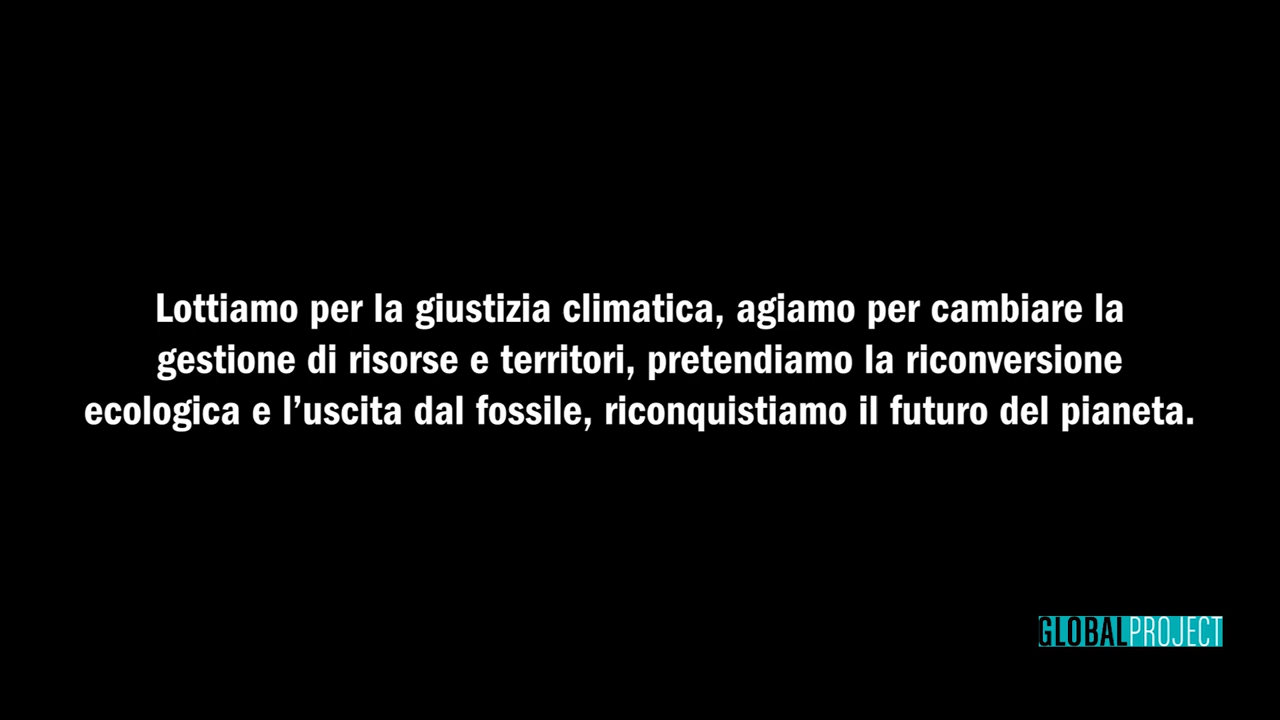 Lottiamo per la giustizia climatica, agiamo per cambiare la
gestione di risorse e territori, pretendiamo la riconversione
ecologica e l’uscita dal fossile, riconquistiamo il futuro del pianeta.
GLOBALPROJECT